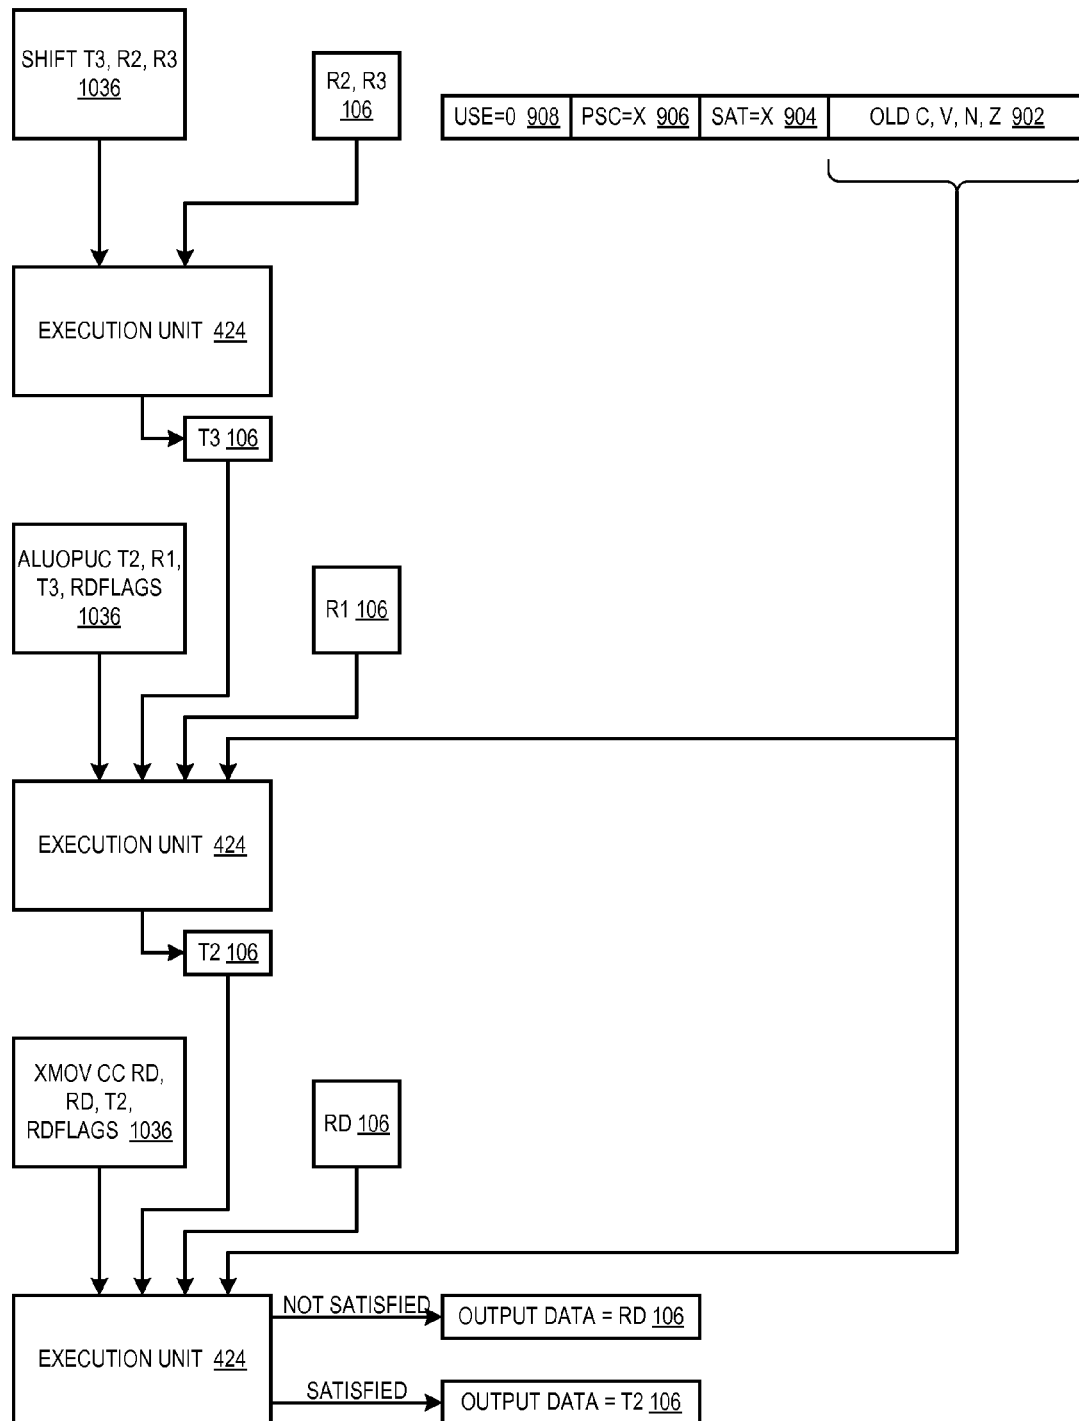 SHIFT T3, R2, R3
1036
R2, R3
106
USE=0 908 PSC=X 906 SAT=X 904 OLD C, V, N, Z 902
EXECUTION UNIT 424
T3 106
ALUOPUC T2, R1,
T3, RDFLAGS
1036
R1 106
EXECUTION UNIT 424
T2 106
XMOV CC RD,
RD, T2,
RDFLAGS 1036
RD 106
NOT SATISFIED
OUTPUT DATA = RD 106
EXECUTION UNIT 424
SATISFIED
OUTPUT DATA = T2 106